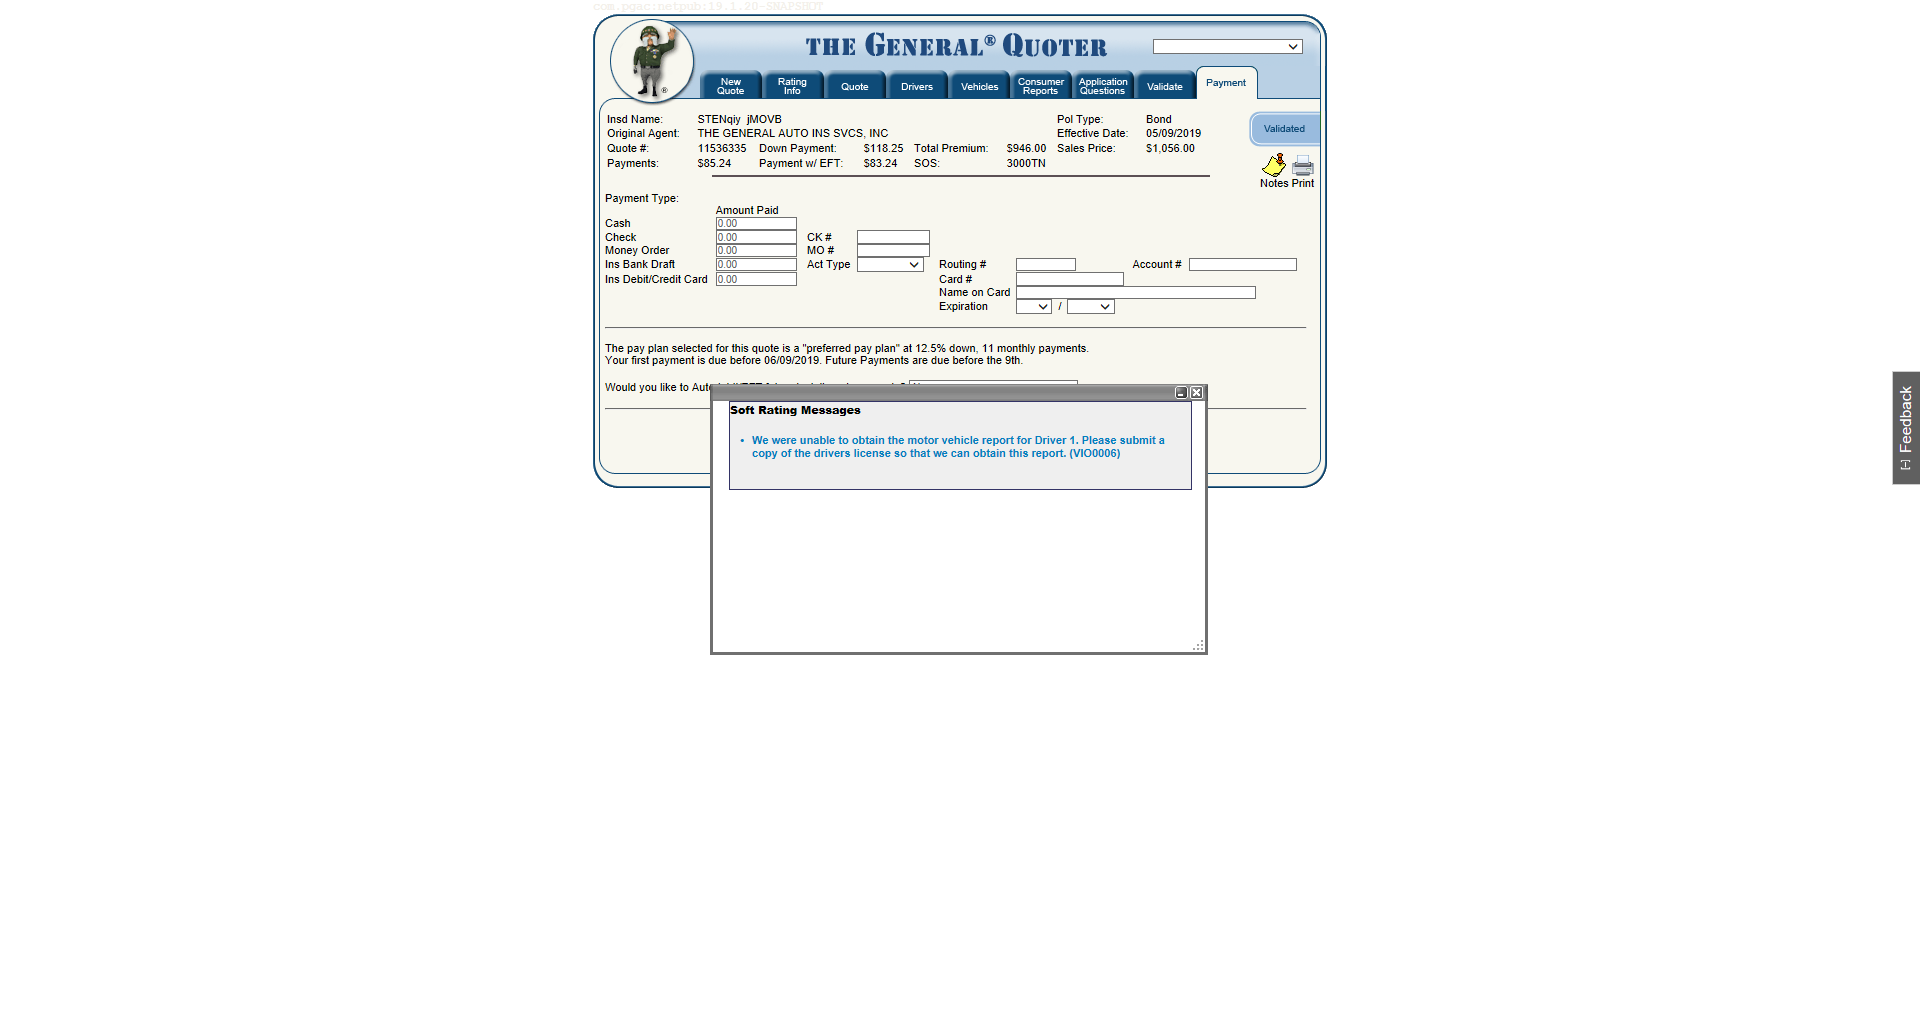 com.pgac:netpub:19.1.20-SNAPSHOT
THE GENERAL® QUOTER
New Quote
Rating Info
Quote
Drivers
Vehicles
Consumer Reports
Application Questions
Validate
Payment
Insd Name: STENqiy jMOVB Pol Type: Bond
Validated
Original Agent: THE GENERAL AUTO INS SVCS, INC Effective Date: 05/09/2019
Quote #: 11536335 Down Payment: $118.25 Total Premium: $946.00 Sales Price: $1,056.00
Payments: $85.24 Payment w/ EFT: $83.24 SOS: 3000TN
Notes Print
Payment Type:
Amount Paid
Cash 0.00
Check 0.00 CK #
Money Order 0.00 MO #
Ins Bank Draft 0.00 Act Type Routing # Account #
Ins Debit/Credit Card 0.00 Card #
Name on Card
Expiration /
The pay plan selected for this quote is a "preferred pay plan" at 12.5% down, 11 monthly payments.
Your first payment is due before 06/09/2019. Future Payments are due before the 9th.
Would you like to
Soft Rating Messages
• We were unable to obtain the motor vehicle report for Driver 1. Please submit a
copy of the drivers license so that we can obtain this report. (VIO0006)
[-] Feedback